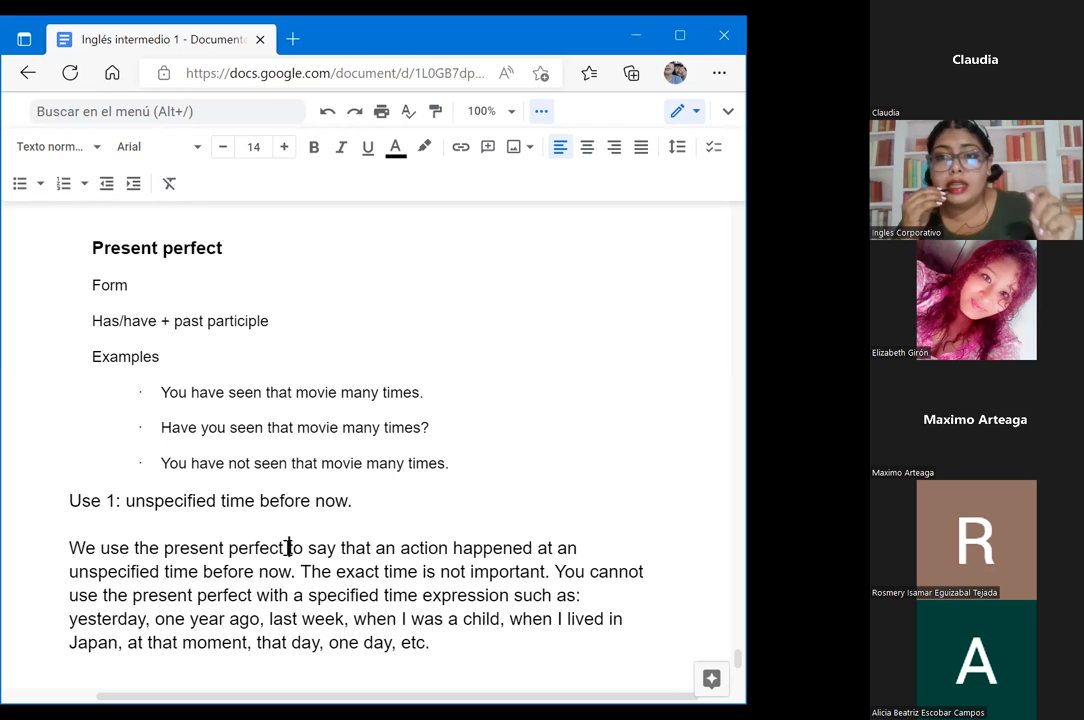 Inglés intermedio 1 - Documento
https://docs.google.com/document/d/1L0GB7dp...
Buscar en el menú (Alt+/)
100%
Texto norm...
Arial
14
Present perfect
Form
Has/have + past participle
Examples
· You have seen that movie many times.
· Have you seen that movie many times?
· You have not seen that movie many times.
Use 1: unspecified time before now.
We use the present perfect to say that an action happened at an
unspecified time before now. The exact time is not important. You cannot
use the present perfect with a specified time expression such as:
yesterday, one year ago, last week, when I was a child, when I lived in
Japan, at that moment, that day, one day, etc.
Claudia
Claudia
Ingles Corporativo
Elizabeth Girón
Maximo Arteaga
Maximo Arteaga
R
Rosmery Isamar Eguizabal Tejada
A
Alicia Beatriz Escobar Campos